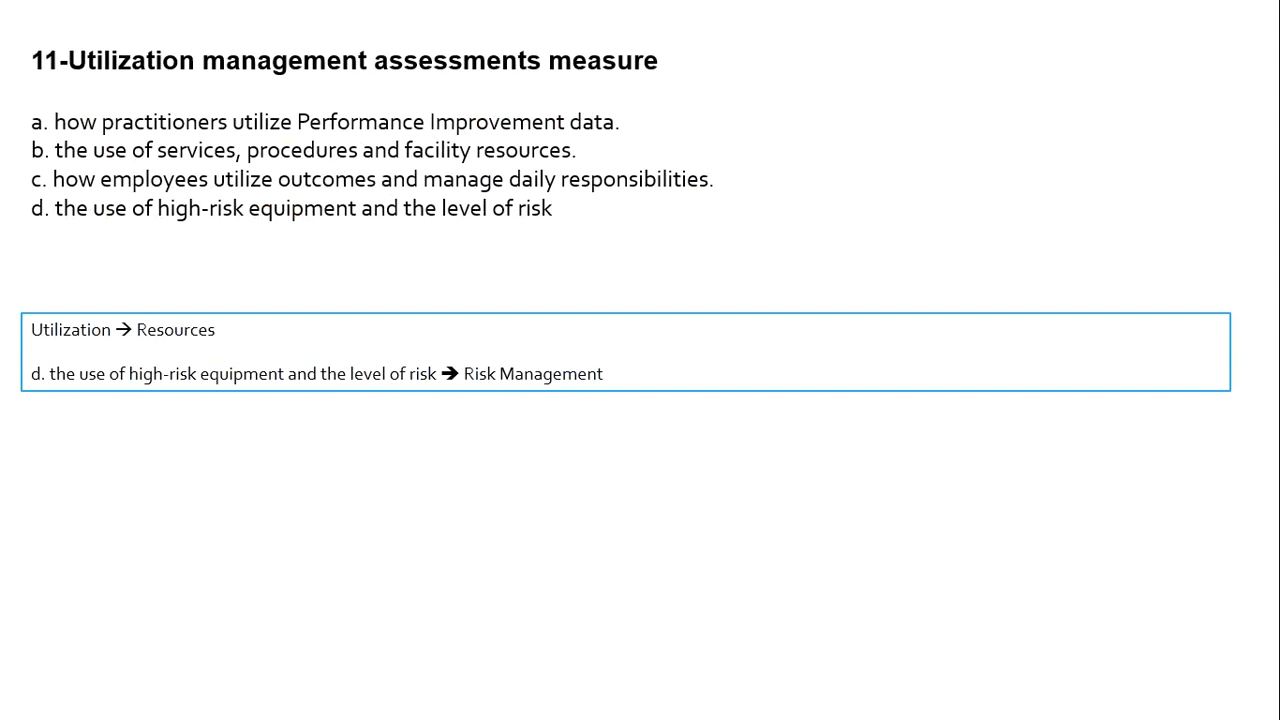 11-Utilization management assessments measure
a. how practitioners utilize Performance Improvement data.
b. the use of services, procedures and facility resources.
c. how employees utilize outcomes and manage daily responsibilities.
d. the use of high-risk equipment and the level of risk
Utilization → Resources
d. the use of high-risk equipment and the level of risk ➔ Risk Management